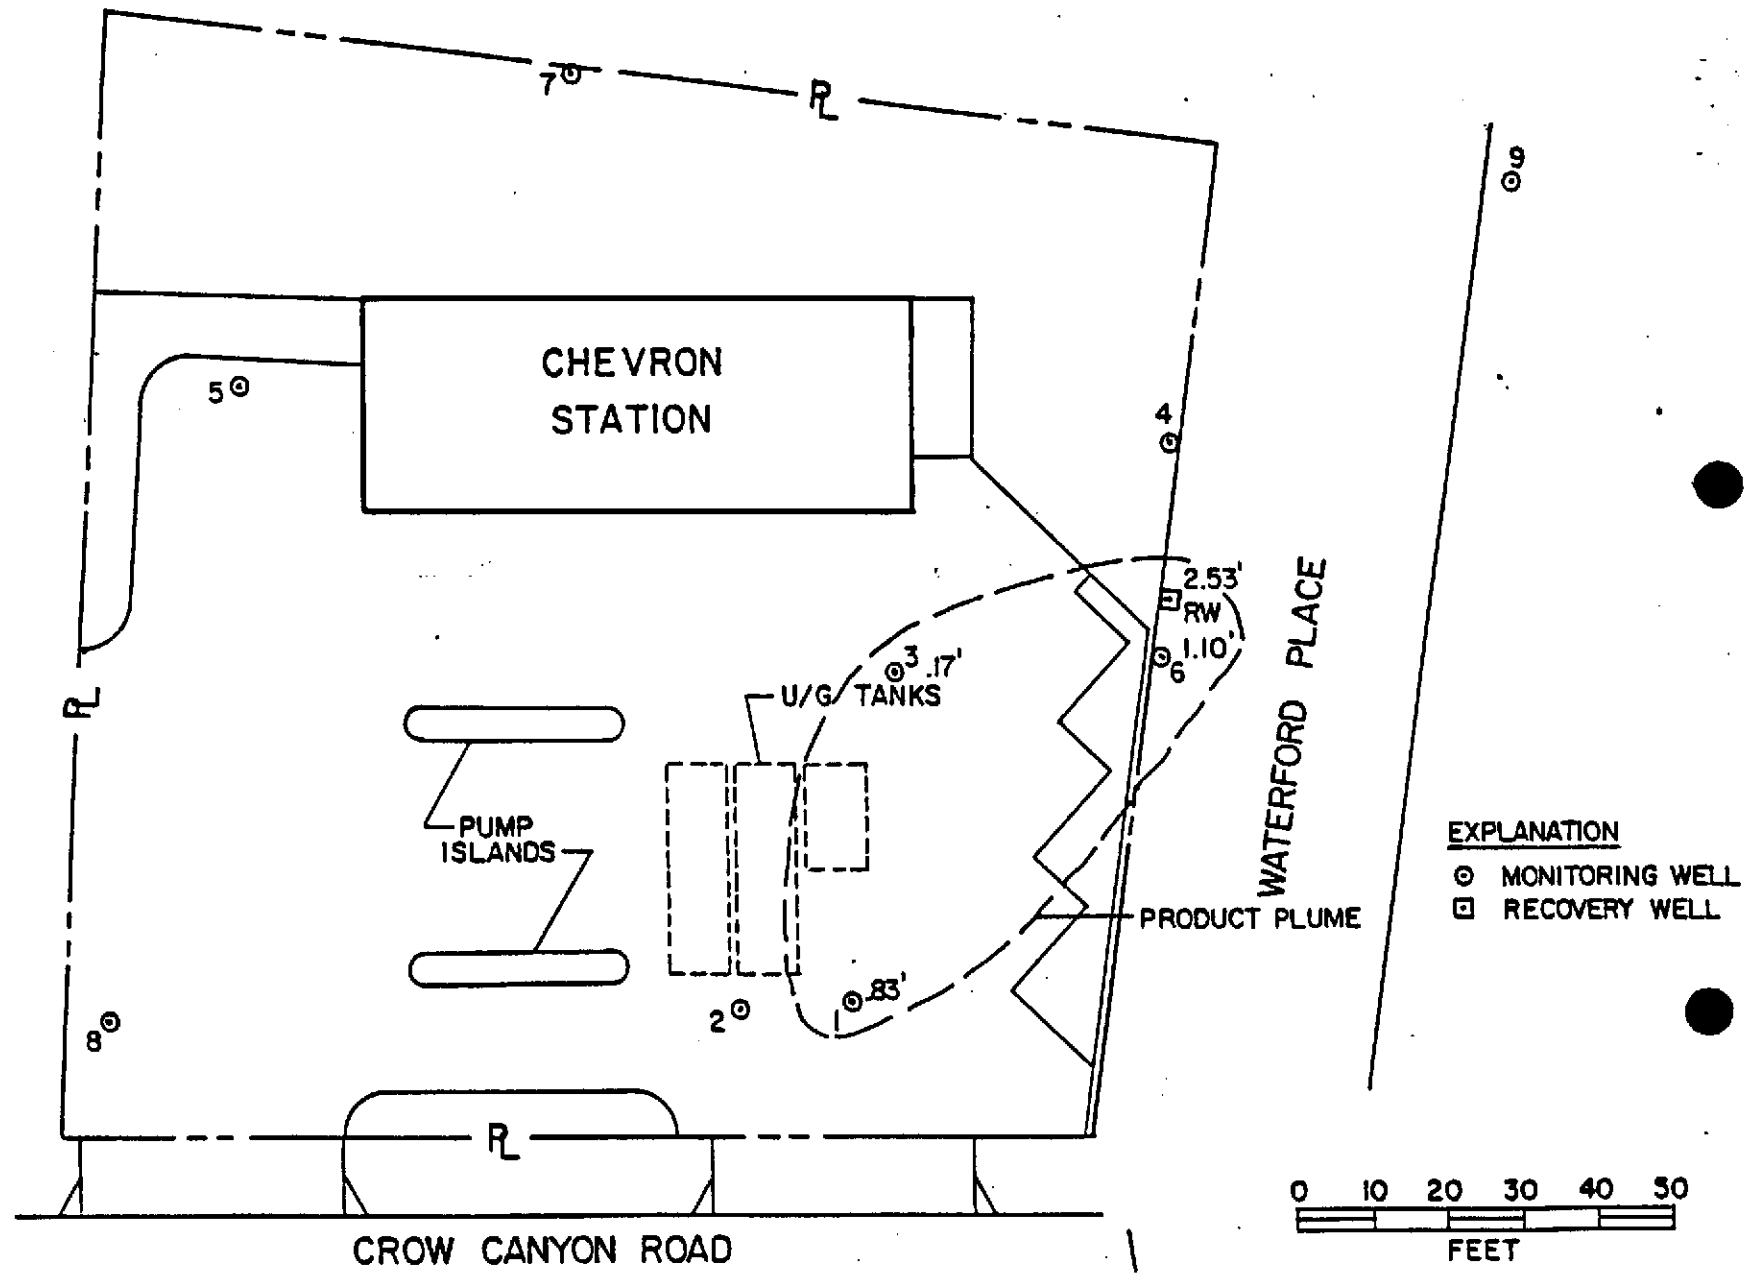 7
PL
9
CHEVRON
STATION
5
4
2.53'
RW
3 .17'
1.10'
6
U/G TANKS
PL
WATERFORD PLACE
PUMP
ISLANDS
EXPLANATION
MONITORING WELL
RECOVERY WELL
PRODUCT PLUME
.83'
1
2
8
PL
0 10 20 30 40 50
FEET
CROW CANYON ROAD